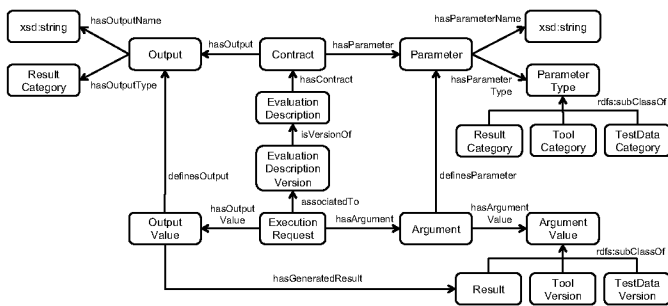 xsd:string
hasOutputName
Output
hasOutput
Contract
hasParameter
Parameter
hasParameterName
xsd:string
Result
Category
hasOutputType
hasContract
hasParameter
Type
Parameter
Type
Evaluation
Description
rdfs:subClassOf
Result
Category
Tool
Category
TestData
Category
isVersionOf
Evaluation
Description
Version
definesOutput
definesParameter
associatedTo
Output
Value
hasOutput
Value
Execution
Request
hasArgument
Argument
hasArgument
Value
Argument
Value
rdfs:subClassOf
hasGeneratedResult
Result
Tool
Version
TestData
Version